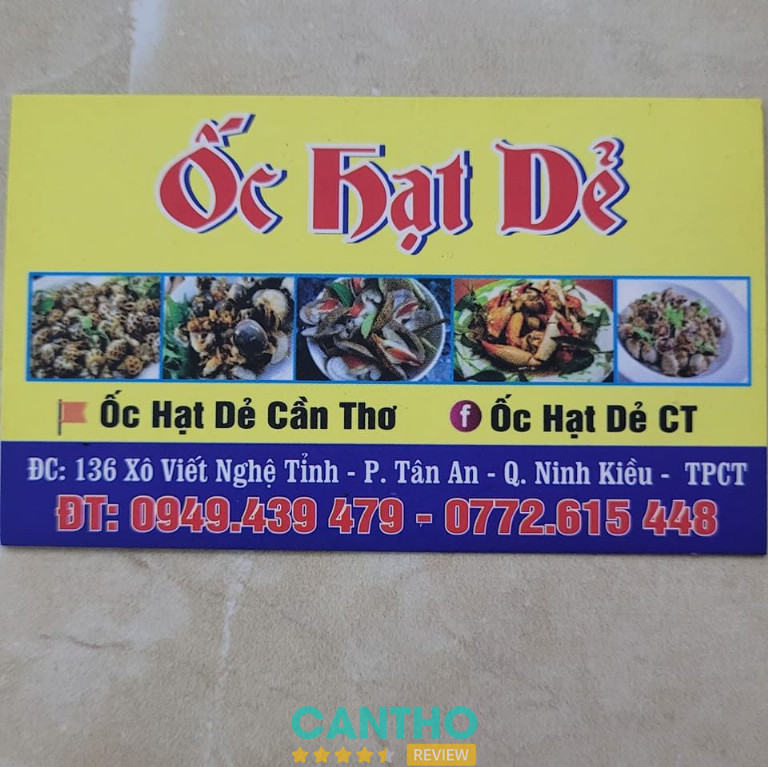 Ốc Hạt Dẻ
Ốc Hạt Dẻ Cần Thơ
f Ốc Hạt Dẻ CT
ĐC: 136 Xô Viết Nghệ Tỉnh - P. Tân An - Q. Ninh Kiều - TPCT
ĐT: 0949.439 479 - 0772.615 448
CANTHO
REVIEW